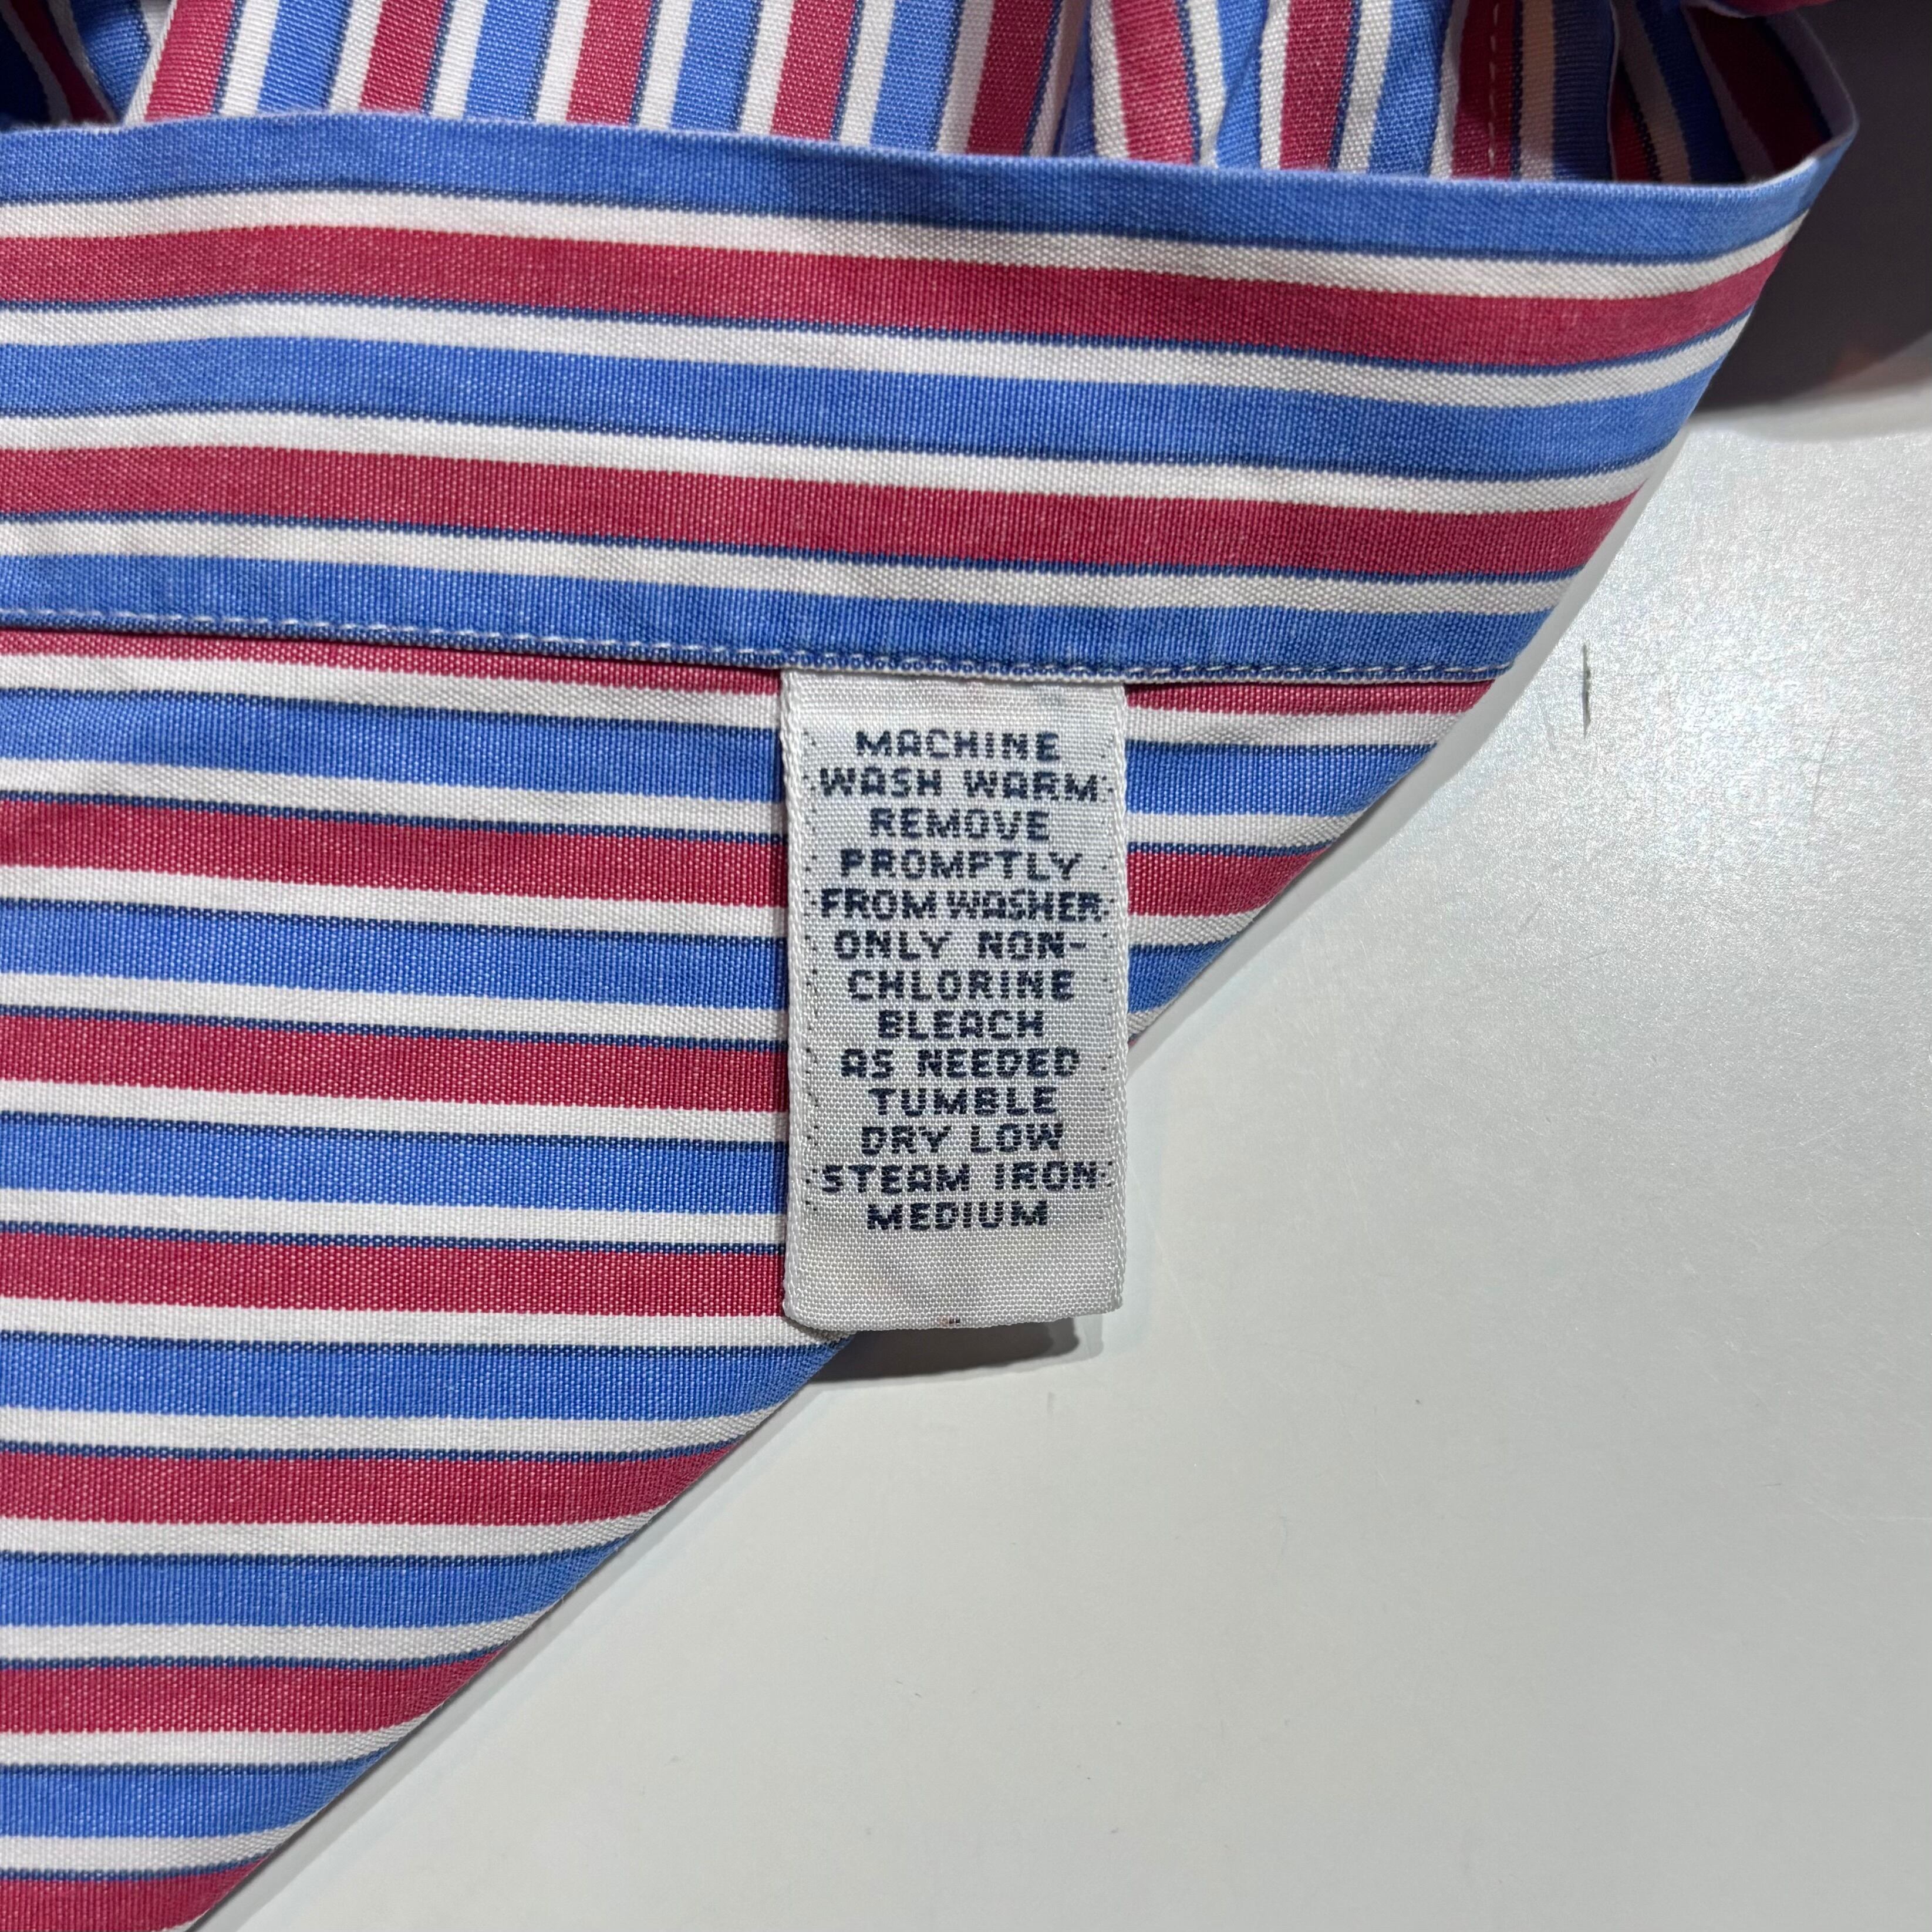 MACHINE
WASH WARM
REMOVE
PROMPTLY
FROM WASHER
ONLY NON-
CHLORINE
BLEACH
AS NEEDED
TUMBLE
DRY LOW
STEAM IRON
MEDIUM